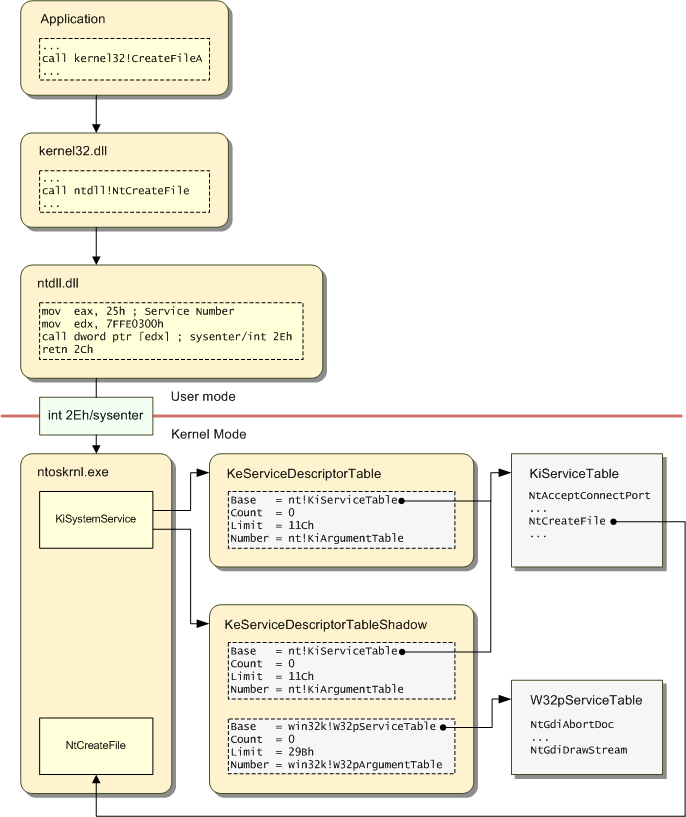 Application
...
call kernel32!CreateFileA
...
kernel32.dll
...
call ntdll!NtCreateFile
...
ntdll.dll
mov eax, 25h ; Service Number
mov edx, 7FFE0300h
call dword ptr [edx] ; sysenter/int 2Eh
retn 2Ch
User mode
int 2Eh/sysenter
Kernel Mode
ntoskrnl.exe
KiSystemService
NtCreateFile
KeServiceDescriptorTable
Base = nt!KiServiceTable
Count = 0
Limit = 11Ch
Number = nt!KiArgumentTable
KiServiceTable
NtAcceptConnectPort
...
NtCreateFile
...
KeServiceDescriptorTableShadow
Base = nt!KiServiceTable
Count = 0
Limit = 11Ch
Number = nt!KiArgumentTable
Base = win32k!W32pServiceTable
Count = 0
Limit = 29Bh
Number = win32k!W32pArgumentTable
W32pServiceTable
NtGdiAbortDoc
...
NtGdiDrawStream